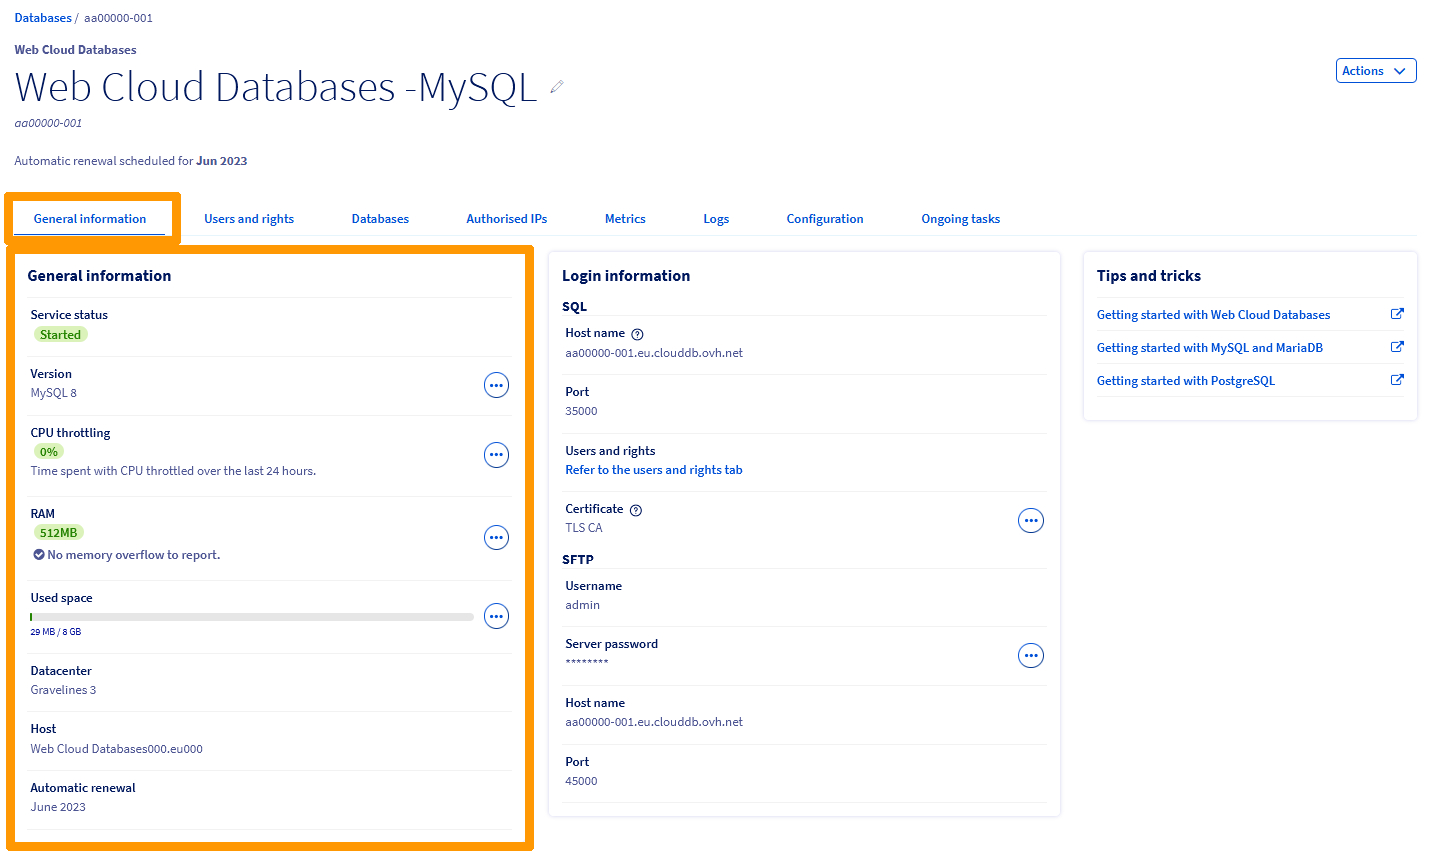 Databases / aa00000-001
Web Cloud Databases
Web Cloud Databases -MySQL
Actions
aa00000-001
Automatic renewal scheduled for Jun 2023
General information
Users and rights
Databases
Authorised IPs
Metrics
Logs
Configuration
Ongoing tasks
General information
Service status
Started
Version
MySQL 8
CPU throttling
0%
Time spent with CPU throttled over the last 24 hours.
RAM
512MB
No memory overflow to report.
Used space
29 MB / 8 GB
Datacenter
Gravelines 3
Host
Web Cloud Databases000.eu000
Automatic renewal
June 2023
Login information
SQL
Host name
aa00000-001.eu.clouddb.ovh.net
Port
35000
Users and rights
Refer to the users and rights tab
Certificate
TLS CA
SFTP
Username
admin
Server password
********
Host name
aa00000-001.eu.clouddb.ovh.net
Port
45000
Tips and tricks
Getting started with Web Cloud Databases
Getting started with MySQL and MariaDB
Getting started with PostgreSQL